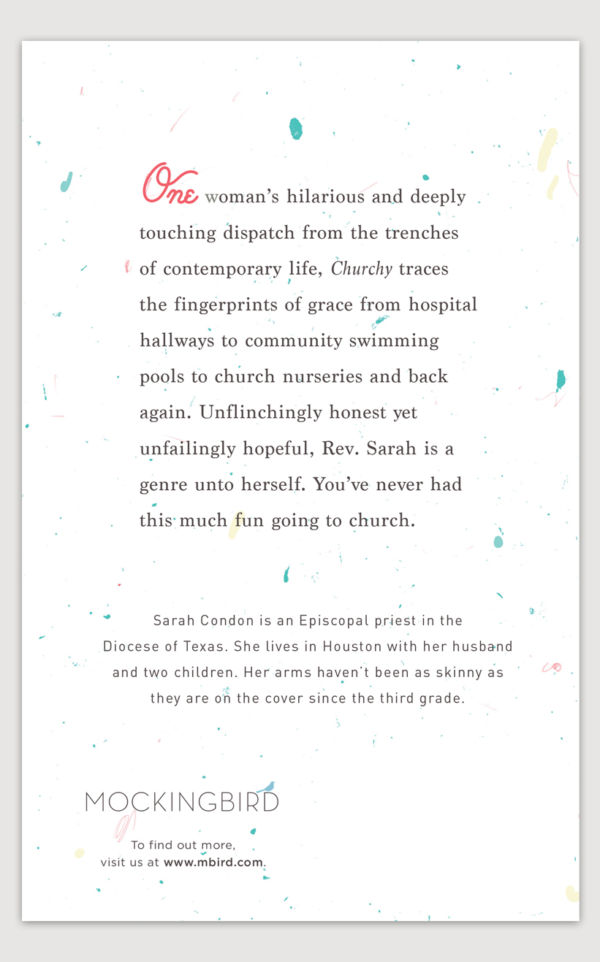 One woman's hilarious and deeply
touching dispatch from the trenches
of contemporary life, Churchy traces
the fingerprints of grace from hospital
hallways to community swimming
pools to church nurseries and back
again. Unflinchingly honest yet
unfailingly hopeful, Rev. Sarah is a
genre unto herself. You've never had
this much fun going to church.
Sarah Condon is an Episcopal priest in the
Diocese of Texas. She lives in Houston with her husband
and two children. Her arms haven't been as skinny as
they are on the cover since the third grade.
MOCKINGBIRD
To find out more,
visit us at www.mbird.com.